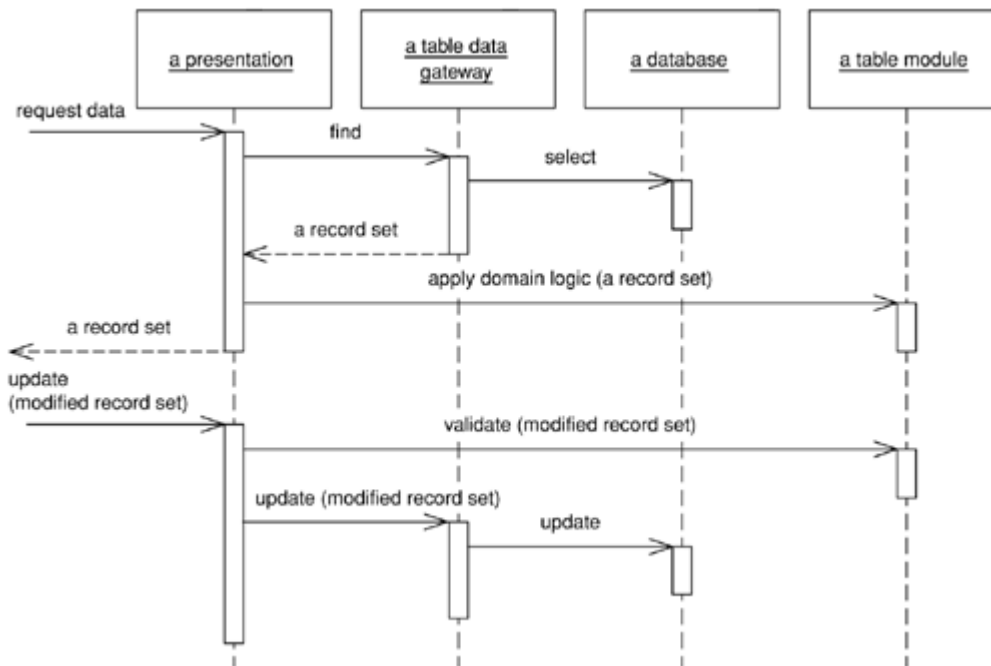 a presentation
a table data
gateway
a database
a table module
request data
find
select
a record set
apply domain logic (a record set)
a record set
update
(modified record set)
validate (modified record set)
update (modified record set)
update